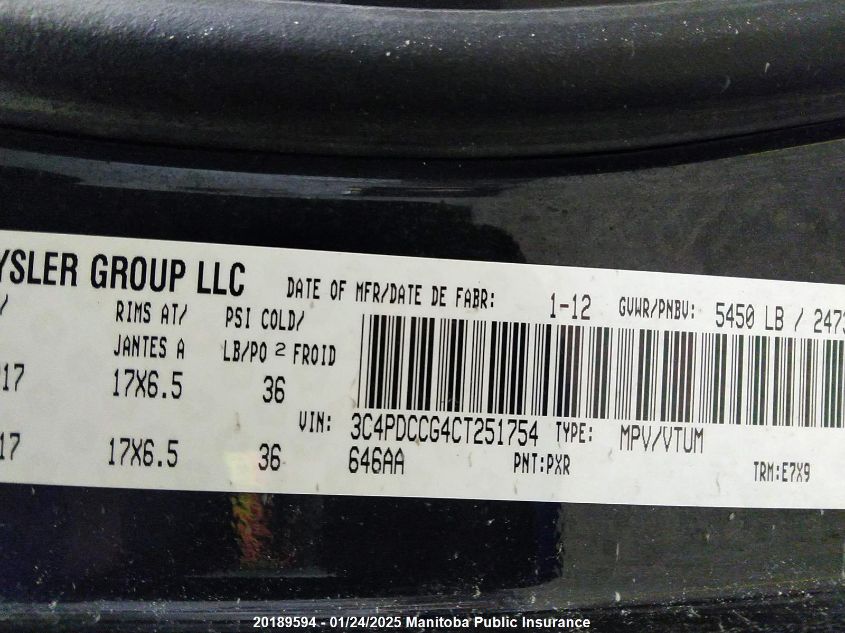 YSLER GROUP LLC DATE OF MFR/DATE DE FABR: 1-12 GVWR/PNBV: 5450 LB / 2473
/ RIMS AT/ PSI COLD/
JANTES A LB/PO 2 FROID
17 17X6.5 36
VIN: 3C4PDCCG4CT251754 TYPE: MPV/VTUM
17 17X6.5 36 646AA PNT:PXR TRM:E7X9
20189594 - 01/24/2025 Manitoba Public Insurance